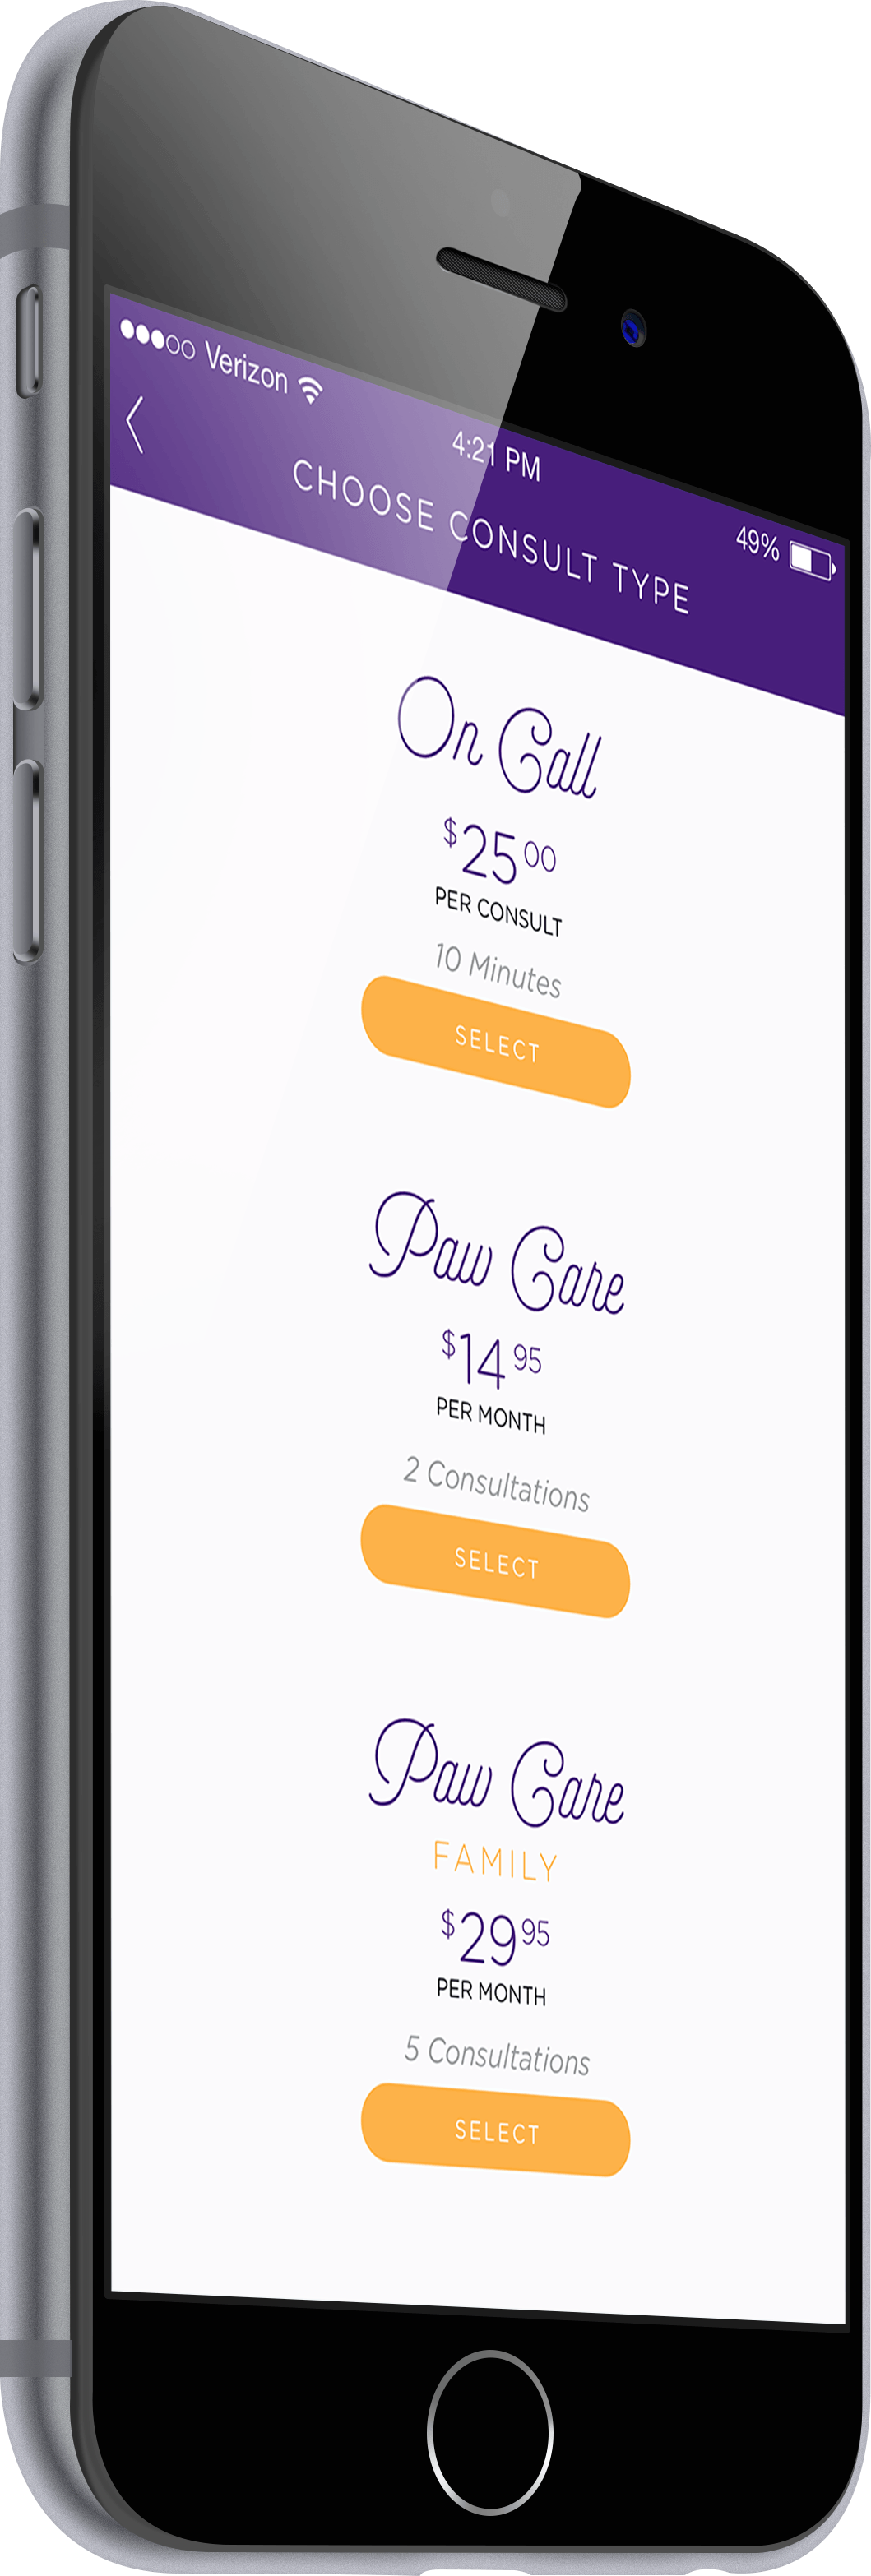 Verizon
4:21 PM
49%
CHOOSE CONSULT TYPE
On Call
$25 00
PER CONSULT
10 Minutes
SELECT
Paw Care
$14 95
PER MONTH
2 Consultations
SELECT
Paw Care
FAMILY
$29 95
PER MONTH
5 Consultations
SELECT